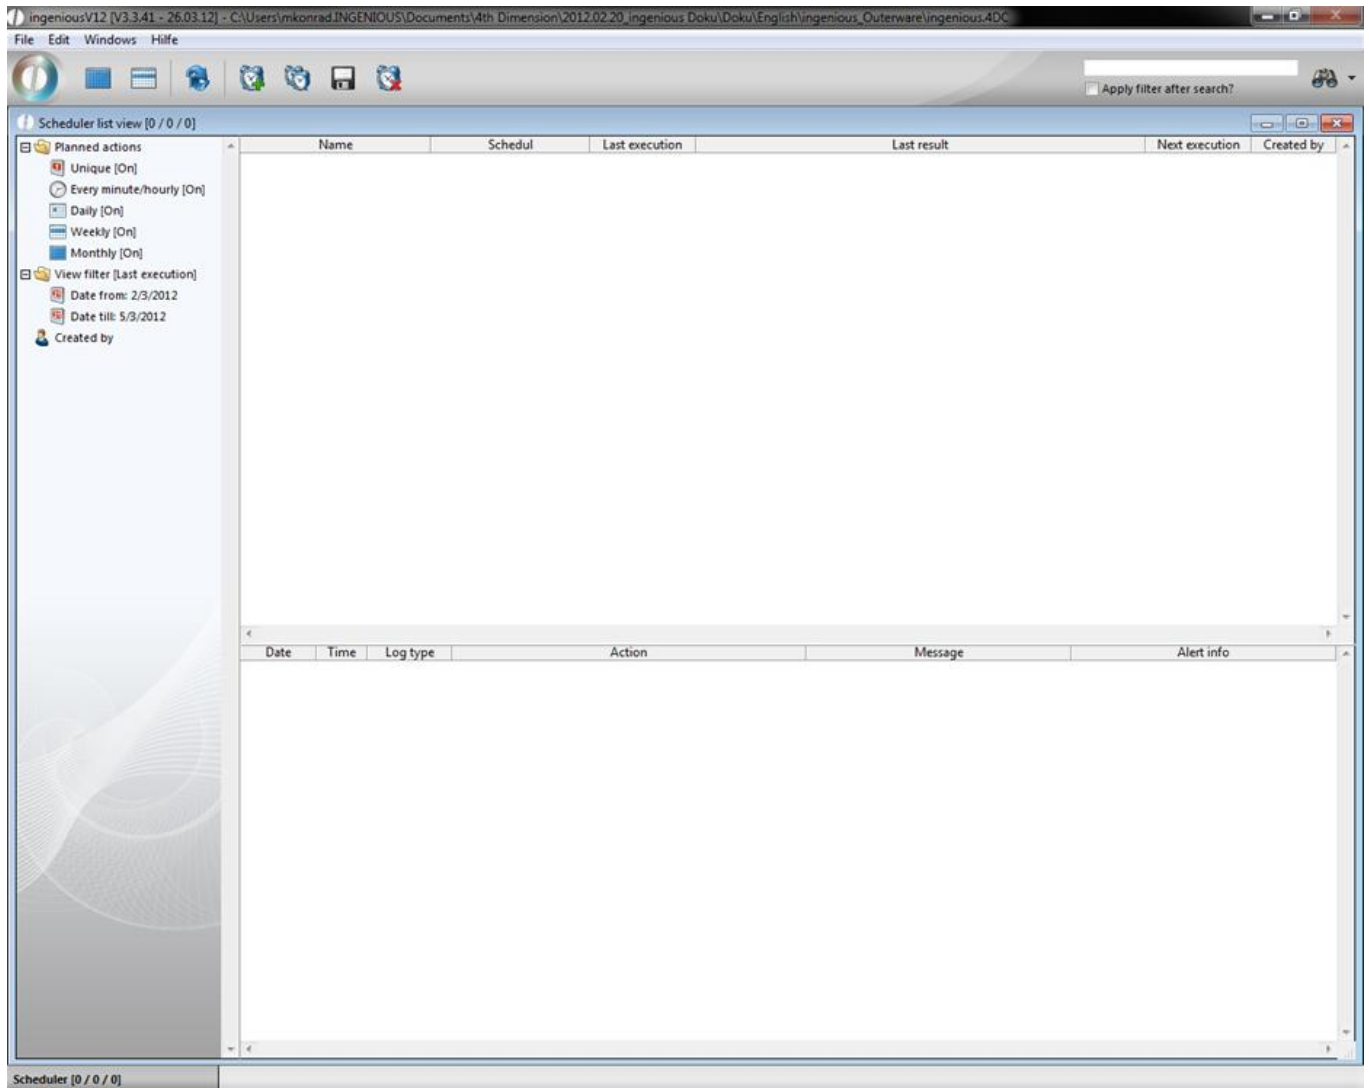 ingeniousV12 [V3.3.41 - 26.03.12] - C:\Users\mkonrad.INGENIOUS\Documents\4th Dimension\2012.02.20_ingenious Doku\Doku\English\ingenious_Outerware\ingenious.4DC
File Edit Windows Hilfe
Apply filter after search?
Scheduler list view [0 / 0 / 0]
Planned actions
Unique [On]
Every minute/hourly [On]
Daily [On]
Weekly [On]
Monthly [On]
View filter [Last execution]
Date from: 2/3/2012
Date till: 5/3/2012
Created by
Name Schedul Last execution Last result Next execution Created by
Date Time Log type Action Message Alert info
Scheduler [0 / 0 / 0]